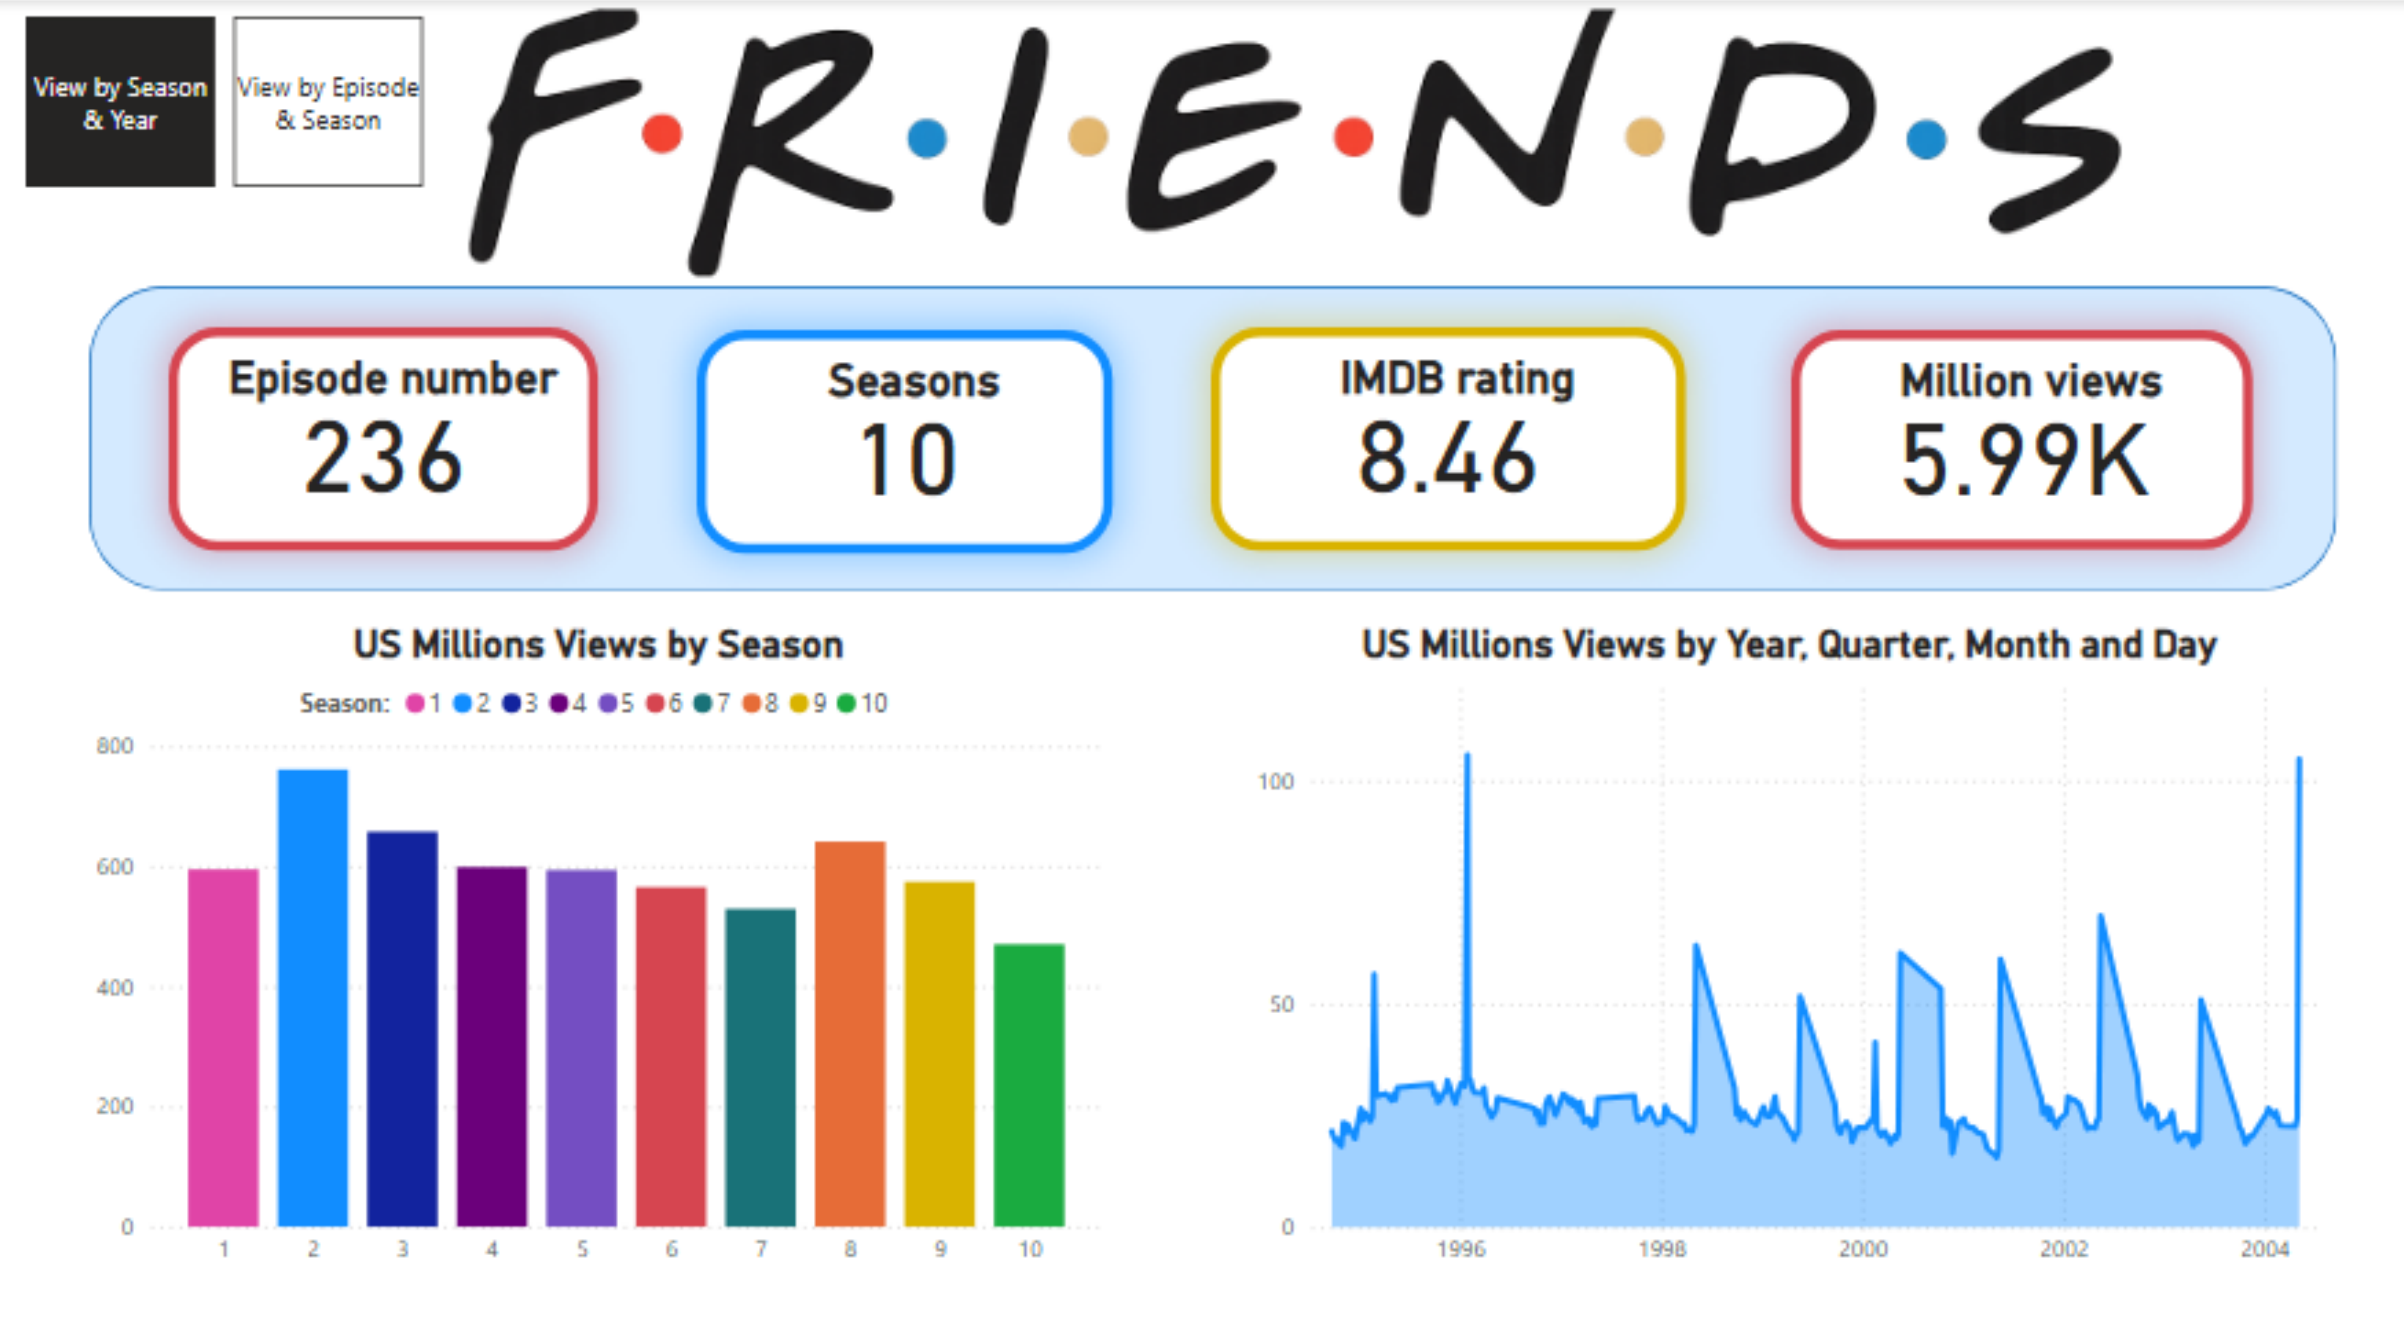 View by Season
& Year
View by Episode
& Season
F•R•I•E•N•D•S
Episode number
236
Seasons
10
IMDB rating
8.46
Million views
5.99K
US Millions Views by Season
Season: 1 2 3 4 5 6 7 8 9 10
800
600
400
200
0
1 2 3 4 5 6 7 8 9 10
US Millions Views by Year, Quarter, Month and Day
100
50
0
1996 1998 2000 2002 2004